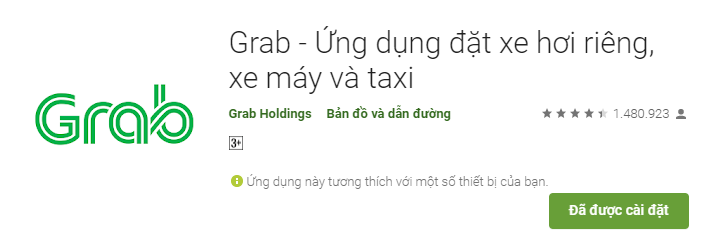 Grab - Ứng dụng đặt xe hơi riêng,
xe máy và taxi
Grab
Grab Holdings Bản đồ và dẫn đường 1.480.923
3+
Ứng dụng này tương thích với một số thiết bị của bạn.
Đã được cài đặt